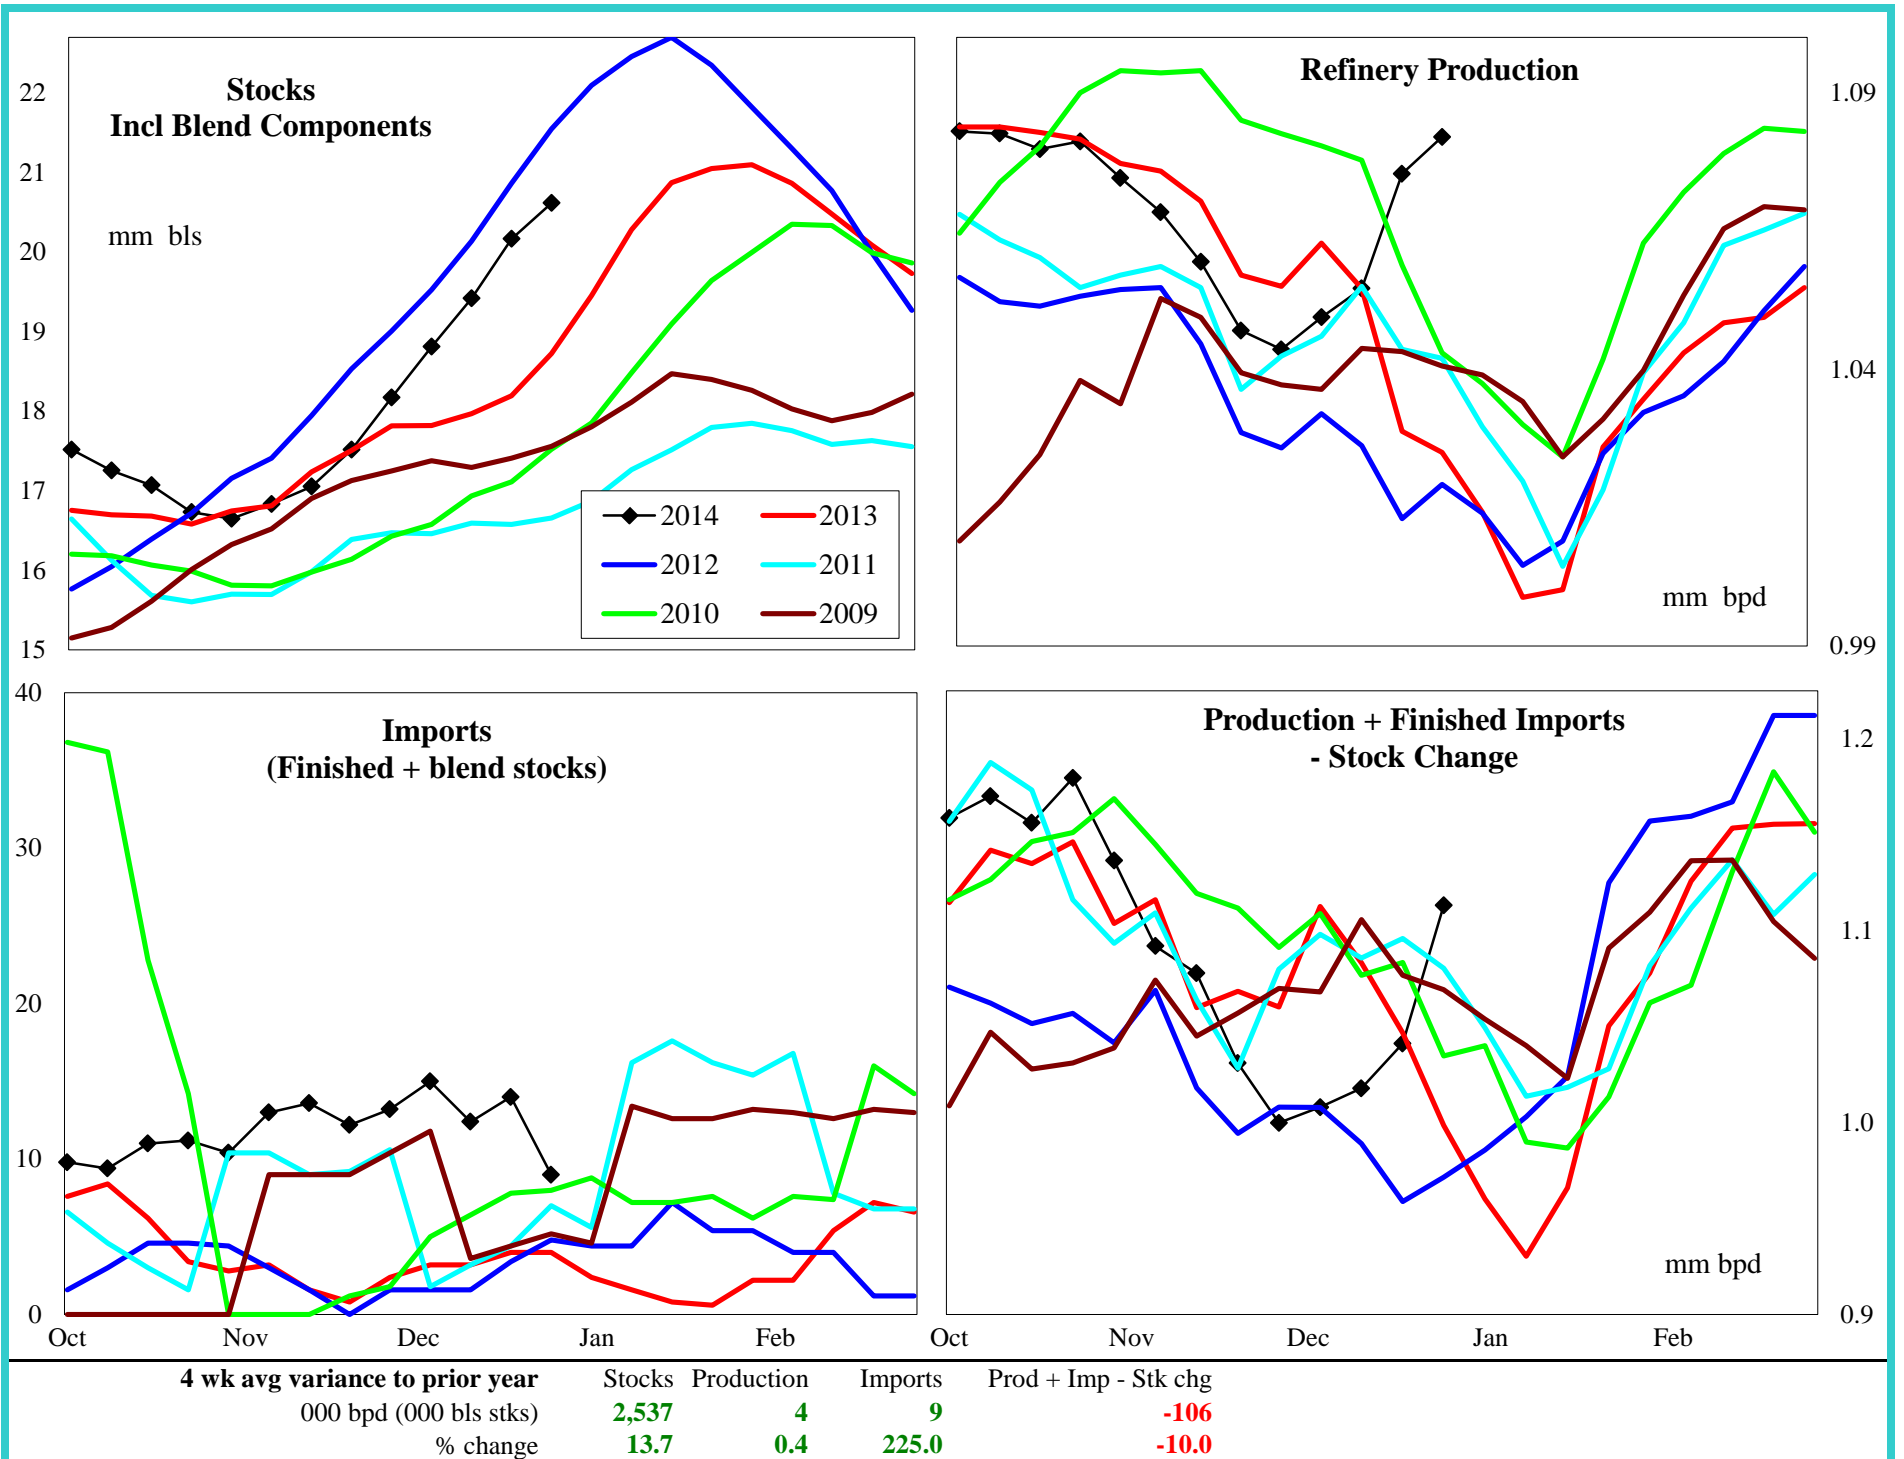 Stocks
Incl Blend Components
mm bls
22
21
20
19
18
17
16
15
2014 2013
2012 2011
2010 2009
Refinery Production
1.09
1.04
0.99
mm bpd
Imports
(Finished + blend stocks)
40
30
20
10
0
Oct Nov Dec Jan Feb
Production + Finished Imports
- Stock Change
1.2
1.1
1.0
0.9
mm bpd
Oct Nov Dec Jan Feb
4 wk avg variance to prior year Stocks Production Imports Prod + Imp - Stk chg
000 bpd (000 bls stks) 2,537 4 9 -106
% change 13.7 0.4 225.0 -10.0